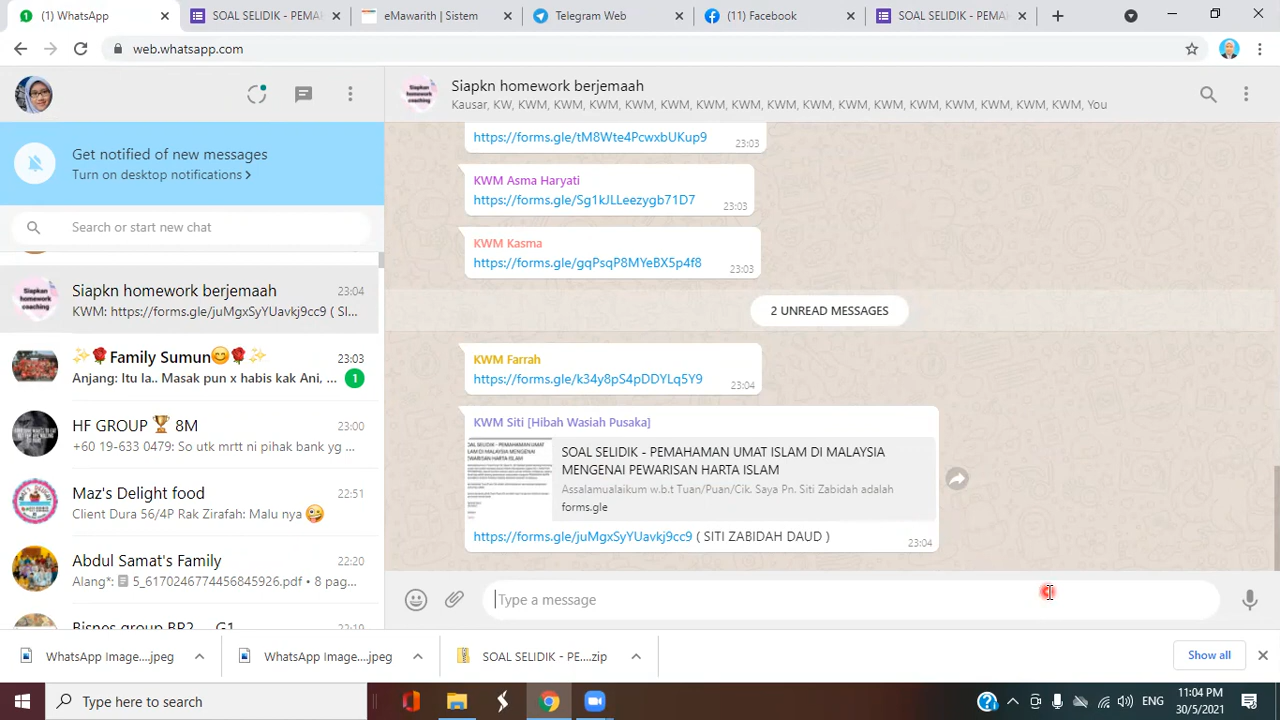 (1) WhatsApp
SOAL SELIDIK - PEMA
eMawarith | Sistem
Telegram Web
(11) Facebook
SOAL SELIDIK - PEMA
web.whatsapp.com
Siapkn homework berjemaah
Kausar, KW, KWM, KWM, KWM, KWM, KWM, KWM, KWM, KWM, KWM, KWM, KWM, KWM, KWM, KWM, KWM, You
Get notified of new messages
Turn on desktop notifications >
Search or start new chat
Siapkn homework coaching
Siapkn homework berjemaah
23:04
KWM: https://forms.gle/juMgxSyYUavkj9cc9 ( SI...
Family Sumun
23:03
Anjang: Itu la.. Masak pun x habis kak Ani, ...
1
HF GROUP 🏆 8M
23:00
+60 19-633 0479: So utk mrtt ni pihak bank yg ...
Maz's Delight food
22:51
Client Dura 56/4P Rak Zirafah: Malu nya
Abdul Samat's Family
22:20
Alang*: 5_6170246774456845926.pdf • 8 pag...
Bisnes group BR2 ... G1
22:19
https://forms.gle/tM8Wte4PcwxbUKup9
23:03
KWM Asma Haryati
https://forms.gle/Sg1kJLLeezygb71D7
23:03
KWM Kasma
https://forms.gle/gqPsqP8MYeBX5p4f8
23:03
2 UNREAD MESSAGES
KWM Farrah
https://forms.gle/k34y8pS4pDDYLq5Y9
23:04
KWM Siti [Hibah Wasiah Pusaka]
SOAL SELIDIK - PEMAHAMAN UMAT ISLAM DI MALAYSIA
MENGENAI PEWARISAN HARTA ISLAM
Assalamualaikum w.b.t Tuan/Puan/Cik. Saya Pn. Siti Zabidah adalah
forms.gle
https://forms.gle/juMgxSyYUavkj9cc9 ( SITI ZABIDAH DAUD )
23:04
Type a message
WhatsApp Image....jpeg
WhatsApp Image....jpeg
SOAL SELIDIK - PE....zip
Show all
Type here to search
ENG
11:04 PM
30/5/2021